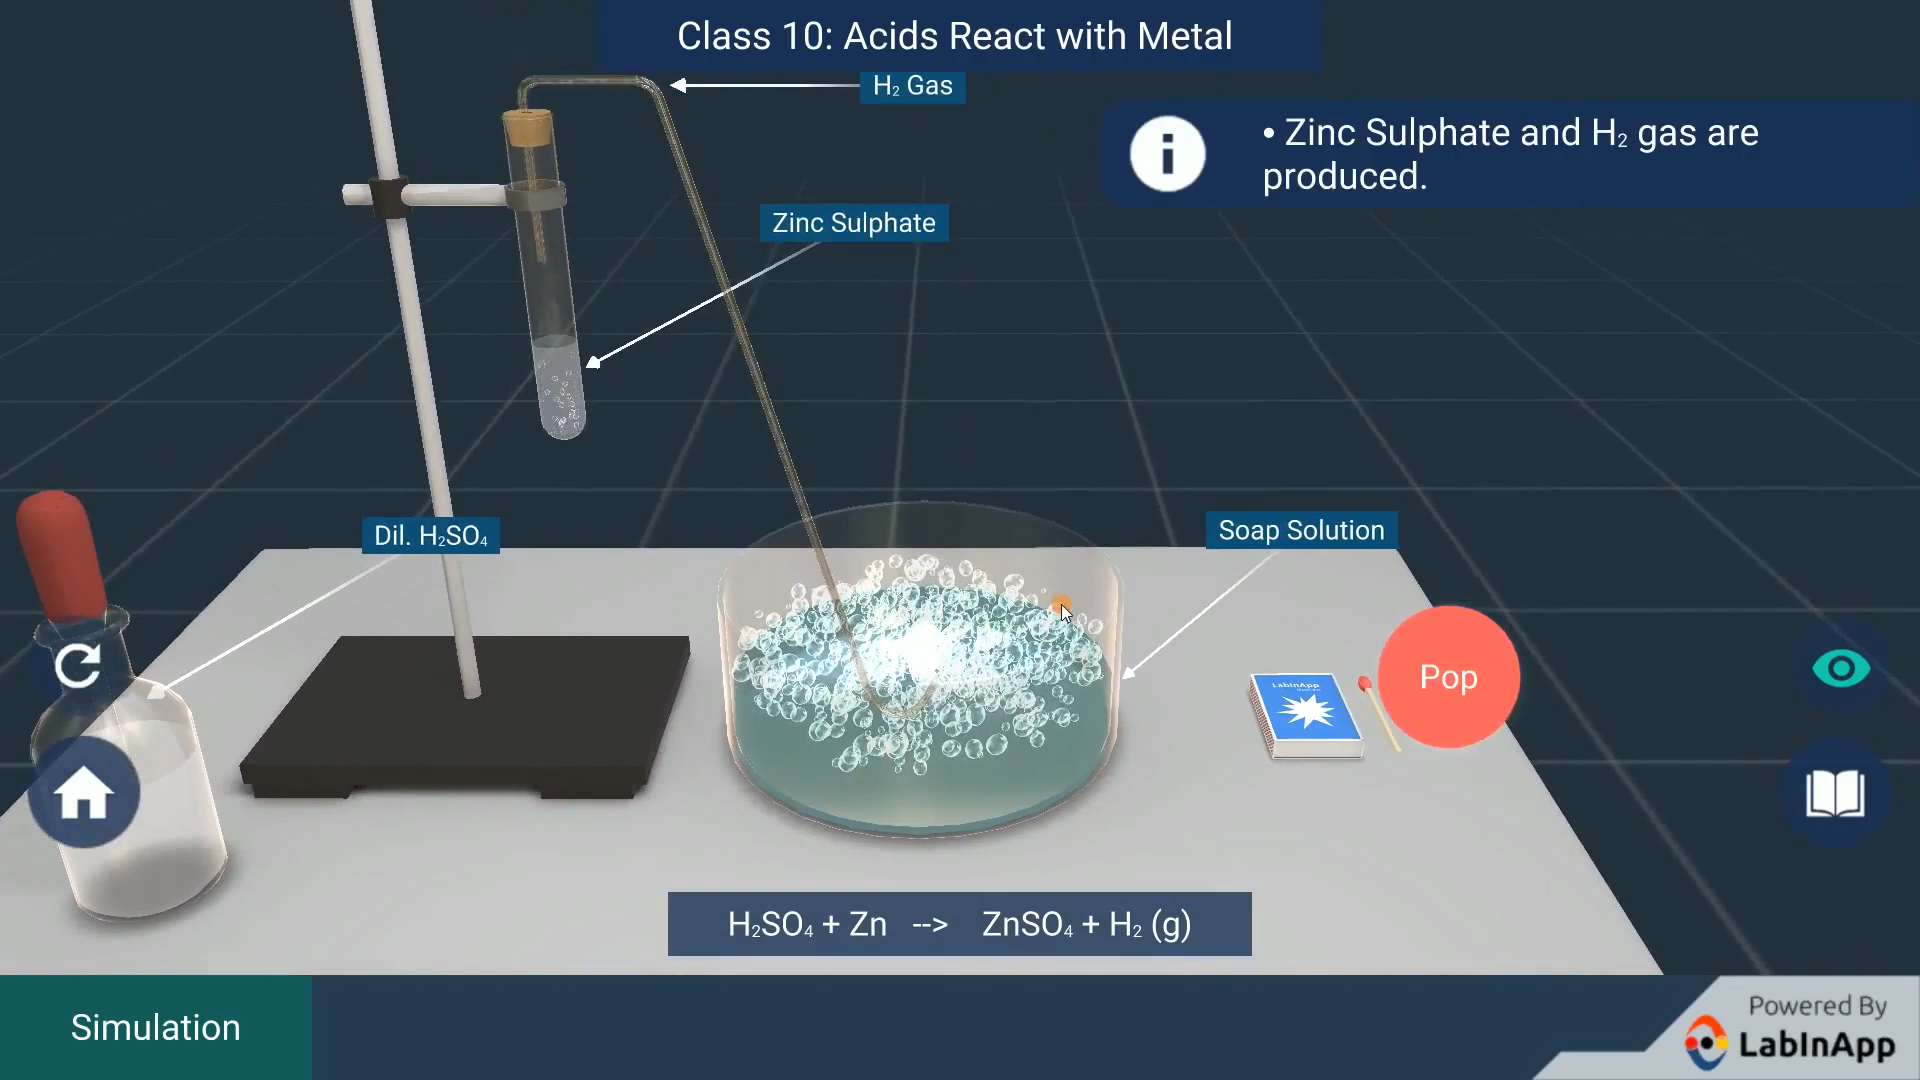 Class 10: Acids React with Metal
H₂ Gas
• Zinc Sulphate and H₂ gas are
produced.
Zinc Sulphate
Dil. H₂SO₄
Soap Solution
LabInApp
Pop
H₂SO₄ + Zn --> ZnSO₄ + H₂ (g)
Simulation
Powered By
LabInApp